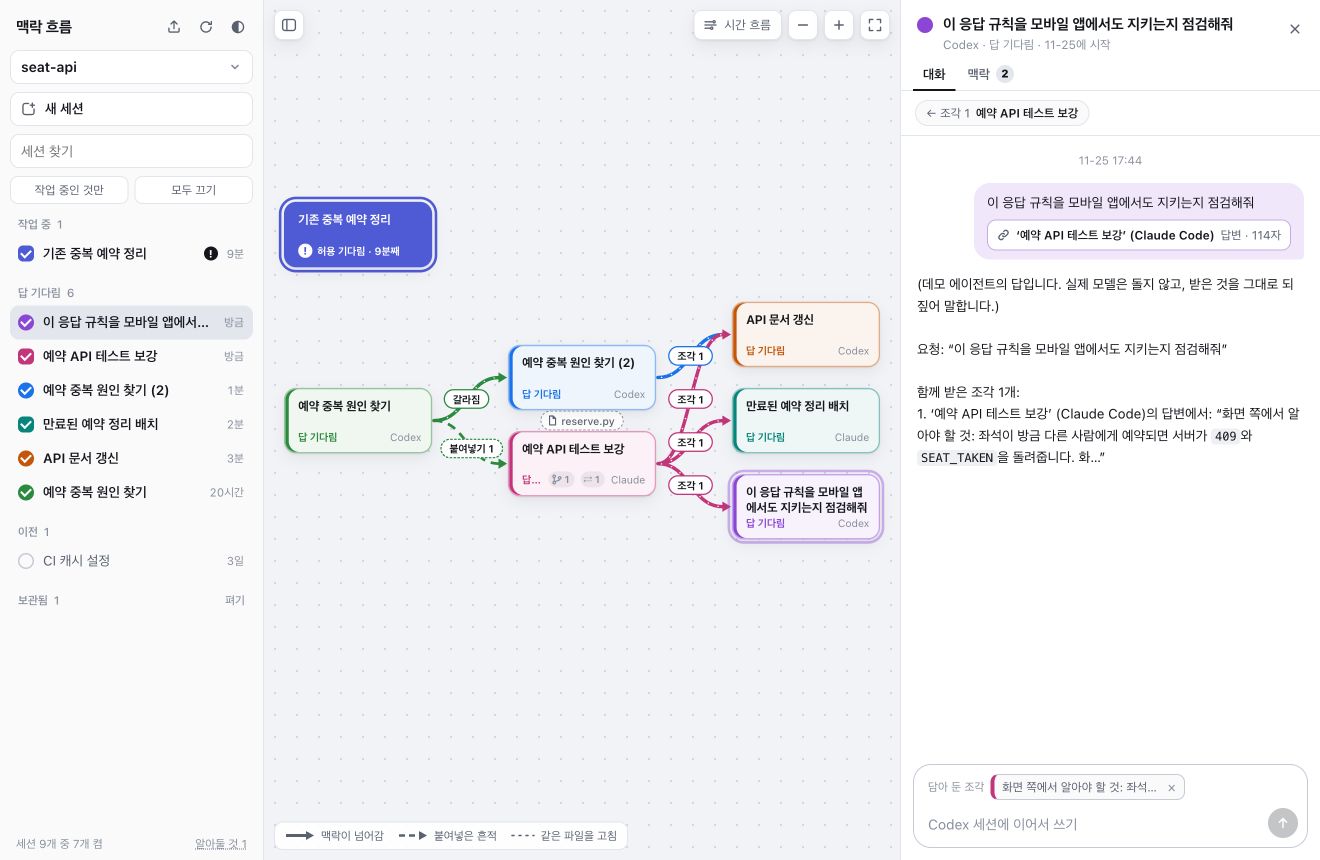 맥락 흐름
seat-api
새 세션
세션 찾기
작업 중인 것만
모두 끄기
작업 중 1
기존 중복 예약 정리 ! 9분
답 기다림 6
이 응답 규칙을 모바일 앱에서... 방금
예약 API 테스트 보강 방금
예약 중복 원인 찾기 (2) 1분
만료된 예약 정리 배치 2분
API 문서 갱신 3분
예약 중복 원인 찾기 20시간
이전 1
CI 캐시 설정 3일
보관됨 1 펴기
세션 9개 중 7개 켬 알아둘 것 1
시간 흐름
기존 중복 예약 정리
! 허용 기다림 · 9분째
예약 중복 원인 찾기
답 기다림 Codex
갈라짐
붙여넣기 1
예약 중복 원인 찾기 (2)
답 기다림 Codex
reserve.py
예약 API 테스트 보강
답... 1 1 Claude
조각 1
조각 1
조각 1
조각 1
API 문서 갱신
답 기다림 Codex
만료된 예약 정리 배치
답 기다림 Claude
이 응답 규칙을 모바일 앱
에서도 지키는지 점검해줘
답 기다림 Codex
맥락이 넘어감 붙여넣은 흔적 같은 파일을 고침
이 응답 규칙을 모바일 앱에서도 지키는지 점검해줘
Codex · 답 기다림 · 11-25에 시작
대화 맥락 2
← 조각 1 예약 API 테스트 보강
11-25 17:44
이 응답 규칙을 모바일 앱에서도 지키는지 점검해줘
‘예약 API 테스트 보강’ (Claude Code) 답변 · 114자
(데모 에이전트의 답입니다. 실제 모델은 돌지 않고, 받은 것을 그대로 되
짚어 말합니다.)
요청: “이 응답 규칙을 모바일 앱에서도 지키는지 점검해줘”
함께 받은 조각 1개:
1. ‘예약 API 테스트 보강’ (Claude Code)의 답변에서: “화면 쪽에서 알
아야 할 것: 좌석이 방금 다른 사람에게 예약되면 서버가 409 와
SEAT_TAKEN 을 돌려줍니다. 화...”
담아 둔 조각 화면 쪽에서 알아야 할 것: 좌석... ×
Codex 세션에 이어서 쓰기